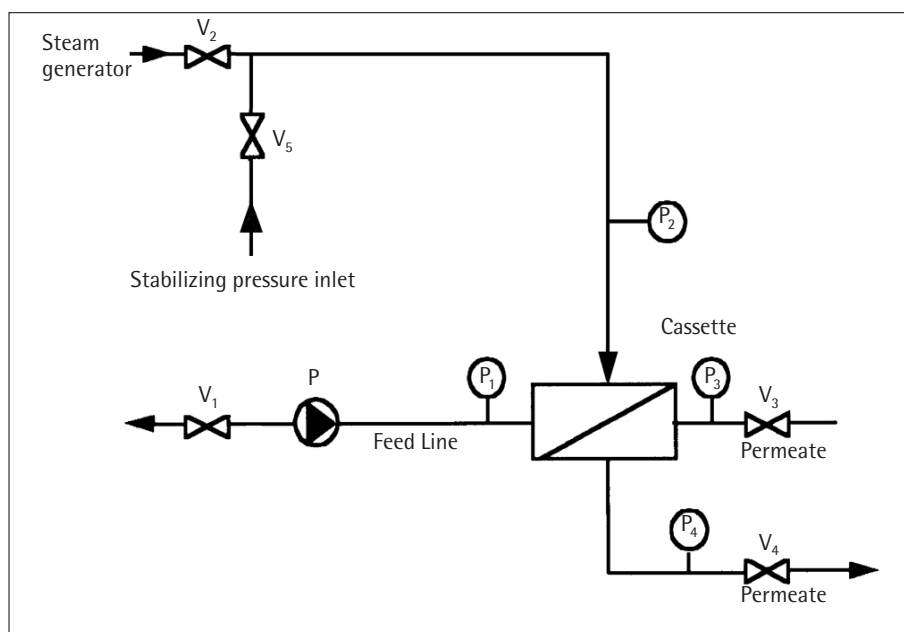 V₂
Steam
generator
V₅
P₂
Stabilizing pressure inlet
Cassette
P₁
P₃
P
V₁
V₃
Feed Line
Permeate
P₄
V₄
Permeate